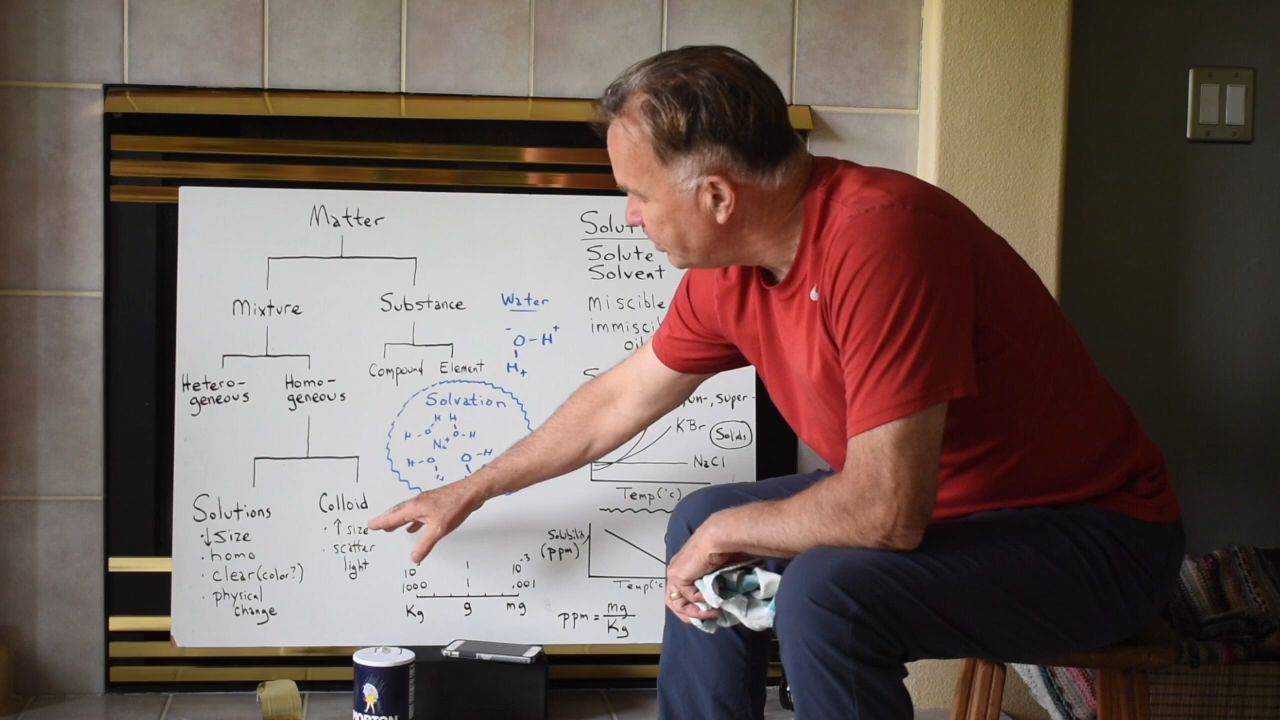 Matter
Mixture
Substance
Hetero-
geneous
Homo-
geneous
Compound Element
Solutions
↓ Size
· homo
· clear (color?)
· physical
change
Colloid
· ↑ size
· scatter
light
Water
- O-H+
H+
Solvation
H H
H-O O-H
Na+
H-O O-H
H
10
1000
1
10-3
.001
Kg g mg
Solute
Solvent
miscible
KBr
Solids
NaCl
Temp(°c)
(ppm)
ppm = mg
Kg